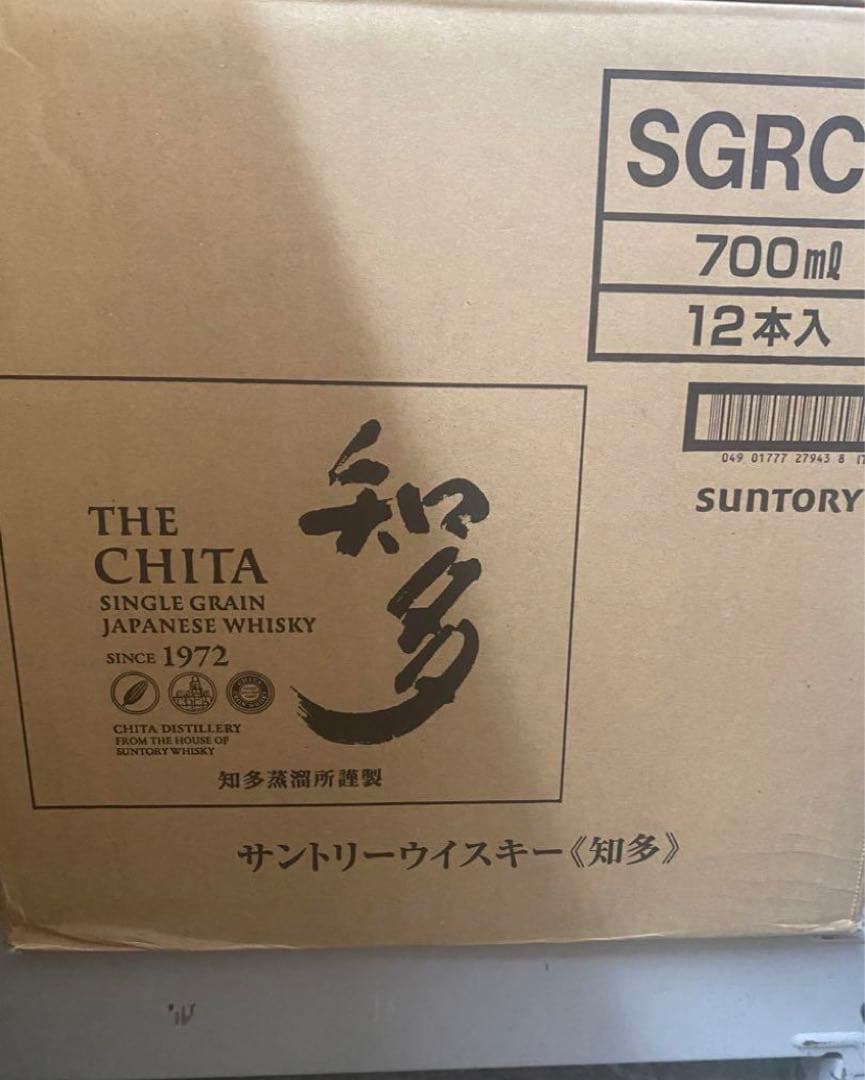 SGRC
700ml
12本入
049 01777 27943 8
SUNTORY
THE
CHITA
知多
SINGLE GRAIN
JAPANESE WHISKY
SINCE 1972
CHITA DISTILLERY
FROM THE HOUSE OF
SUNTORY WHISKY
知多蒸溜所謹製
サントリーウイスキー《知多》